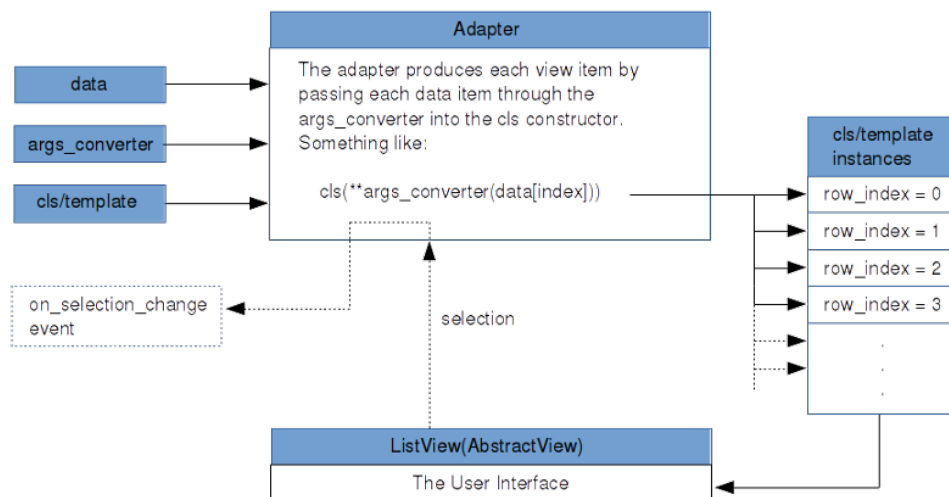 Adapter
The adapter produces each view item by
passing each data item through the
args_converter into the cls constructor.
Something like:
cls(**args_converter(data[index]))
data
args_converter
cls/template
on_selection_change
event
selection
cls/template
instances
row_index = 0
row_index = 1
row_index = 2
row_index = 3
.
.
.
ListView(AbstractView)
The User Interface